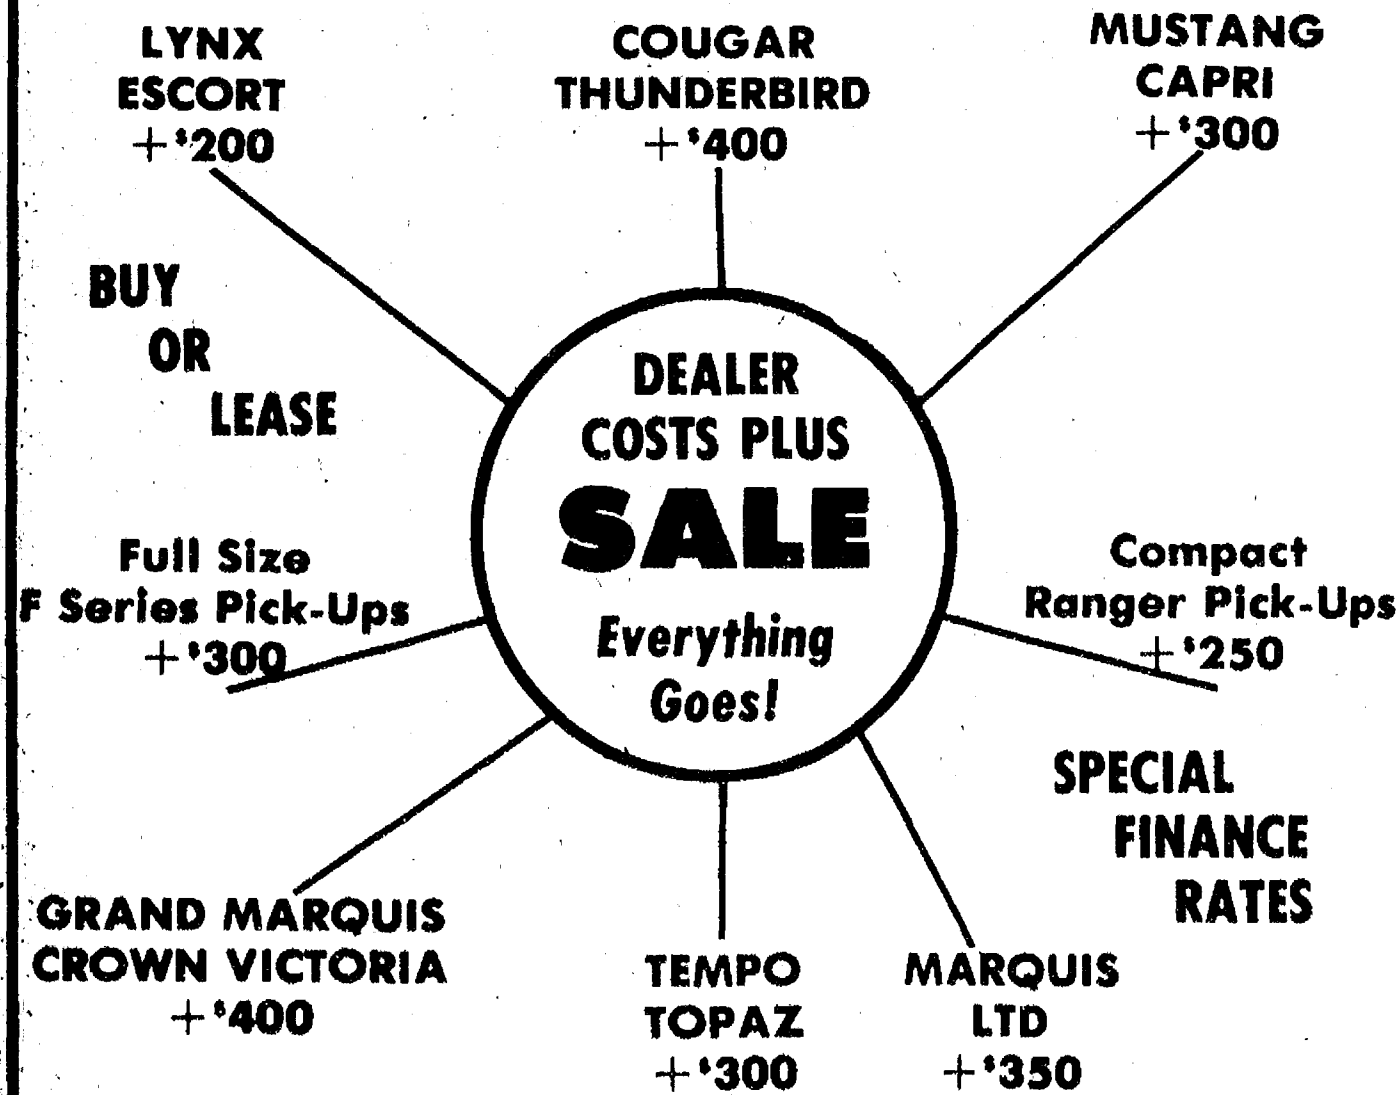 LYNX
ESCORT
+$200
COUGAR
THUNDERBIRD
+$400
MUSTANG
CAPRI
+$300
BUY
OR
LEASE
DEALER
COSTS PLUS
SALE
Everything
Goes!
Full Size
F Series Pick-Ups
+$300
Compact
Ranger Pick-Ups
+$250
SPECIAL
FINANCE
RATES
GRAND MARQUIS
CROWN VICTORIA
+$400
TEMPO
TOPAZ
+$300
MARQUIS
LTD
+$350